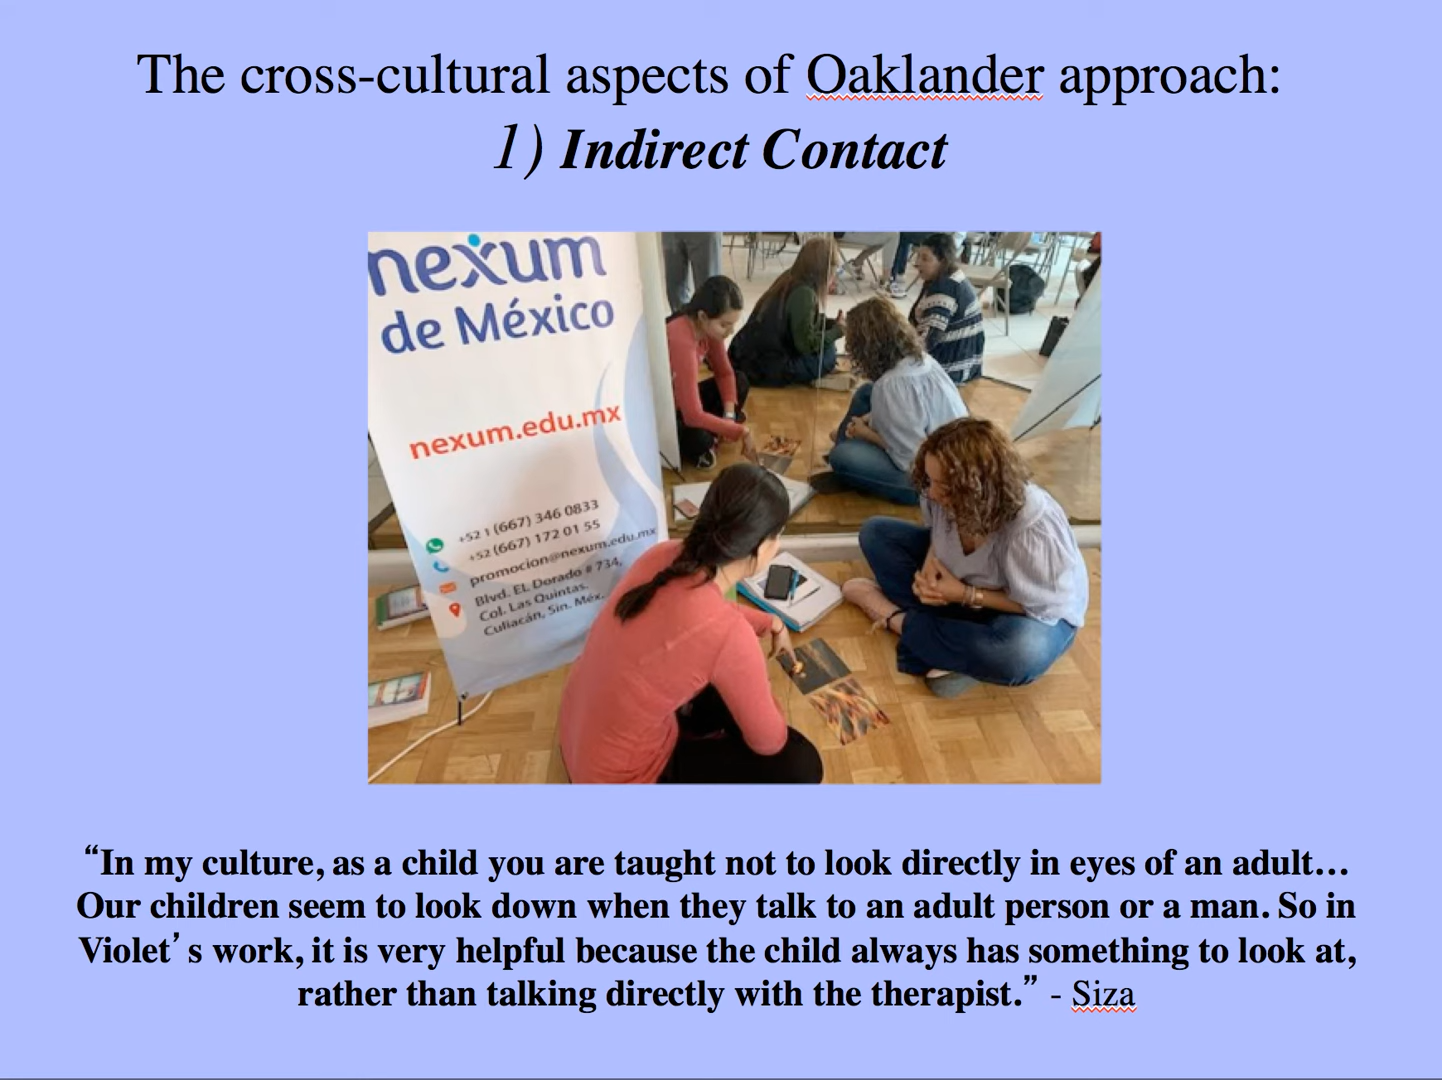 The cross-cultural aspects of Oaklander approach:
1) Indirect Contact
nexum
de México
nexum.edu.mx
+52 1 (667) 346 0833
+52 (667) 172 01 55
promocion@nexum.edu.mx
Blvd. EL Dorado # 734,
Col. Las Quintas.
Culiacán, Sin. Méx.
“In my culture, as a child you are taught not to look directly in eyes of an adult…
Our children seem to look down when they talk to an adult person or a man. So in
Violet’s work, it is very helpful because the child always has something to look at,
rather than talking directly with the therapist.” - Siza